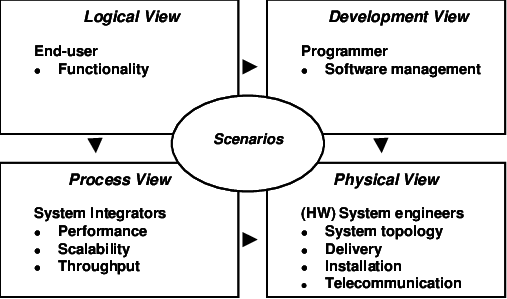 Logical View
End-user
● Functionality
Development View
Programmer
● Software management
Scenarios
Process View
System Integrators
● Performance
● Scalability
● Throughput
Physical View
(HW) System engineers
● System topology
● Delivery
● Installation
● Telecommunication